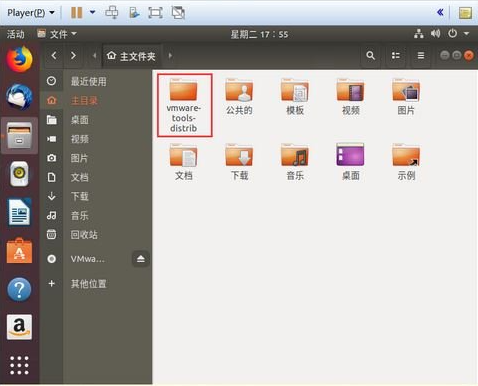 Player(P)
活动
文件
星期二 17：55
主文件夹
最近使用
主目录
桌面
视频
图片
文档
下载
音乐
回收站
VMwa...
其他位置
vmware-
tools-
distrib
公共的
模板
视频
图片
文档
下载
音乐
桌面
示例